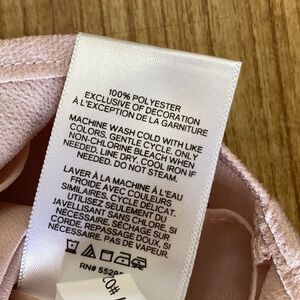 100% POLYESTER
EXCLUSIVE OF DECORATION
À L'EXCEPTION DE LA GARNITURE
MACHINE WASH COLD WITH LIKE
COLORS. GENTLE CYCLE. ONLY
NON-CHLORINE BLEACH WHEN
NEEDED. LINE DRY. COOL IRON IF
NEEDED. DO NOT STEAM.
LAVER À LA MACHINE À L'EAU
FROIDE AVEC COULEURS
SIMILAIRES. CYCLE DÉLICAT.
UTILISEZ SEULEMENT DU
JAVELLISANT SANS CHLORE, SI
NÉCESSAIRE. SÉCHAGE SUR
CORDE. REPASSAGE DOUX, SI
NÉCESSAIRE. PAS DE VAPEUR.
RN# 5528